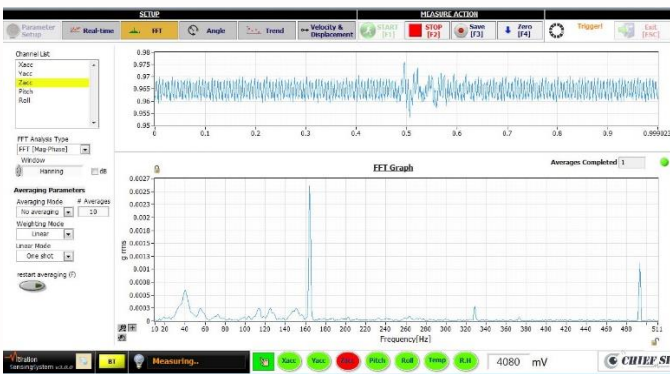 SETUP
MEASURE ACTION
Parameter Setup
Real-time
FFT
Angle
Trend
Velocity & Displacement
START [F1]
STOP [F2]
Save [F3]
Zero [F4]
Trigger!
Exit [ESC]
Channel List
Xacc
Yacc
Zacc
Pitch
Roll
FFT Analysis Type
FFT [Mag-Phase]
Window
Hanning
dB
Averaging Parameters
Averaging Mode
# Averages
No averaging
10
Weighting Mode
Linear
Linear Mode
One shot
restart averaging (F)
0.98
0.975
0.97
0.965
0.96
0.955
0.95
0 0.1 0.2 0.3 0.4 0.5 0.6 0.7 0.8 0.9 0.999023
FFT Graph
Averages Completed 1
g rms
0.0027
0.0023
0.002
0.0018
0.0015
0.0013
0.001
0.0008
0.0005
0.0003
0
10 20 40 60 80 100 120 140 160 180 200 220 240 260 280 300 320 340 360 380 400 420 440 460 485 511
Frequency[Hz]
BT
Measuring..
Xacc
Yacc
Pitch
Roll
Temp
R.H
4080 mV
CHIEF SI